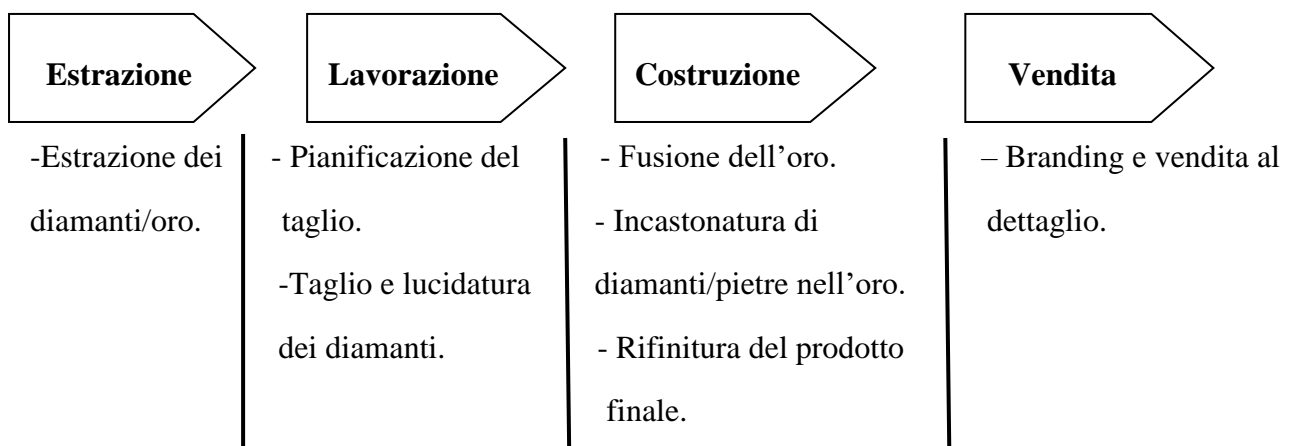 Estrazione
Lavorazione
Costruzione
Vendita
-Estrazione dei
diamanti/oro.
- Pianificazione del
taglio.
-Taglio e lucidatura
dei diamanti.
- Fusione dell’oro.
- Incastonatura di
diamanti/pietre nell’oro.
- Rifinitura del prodotto
finale.
– Branding e vendita al
dettaglio.